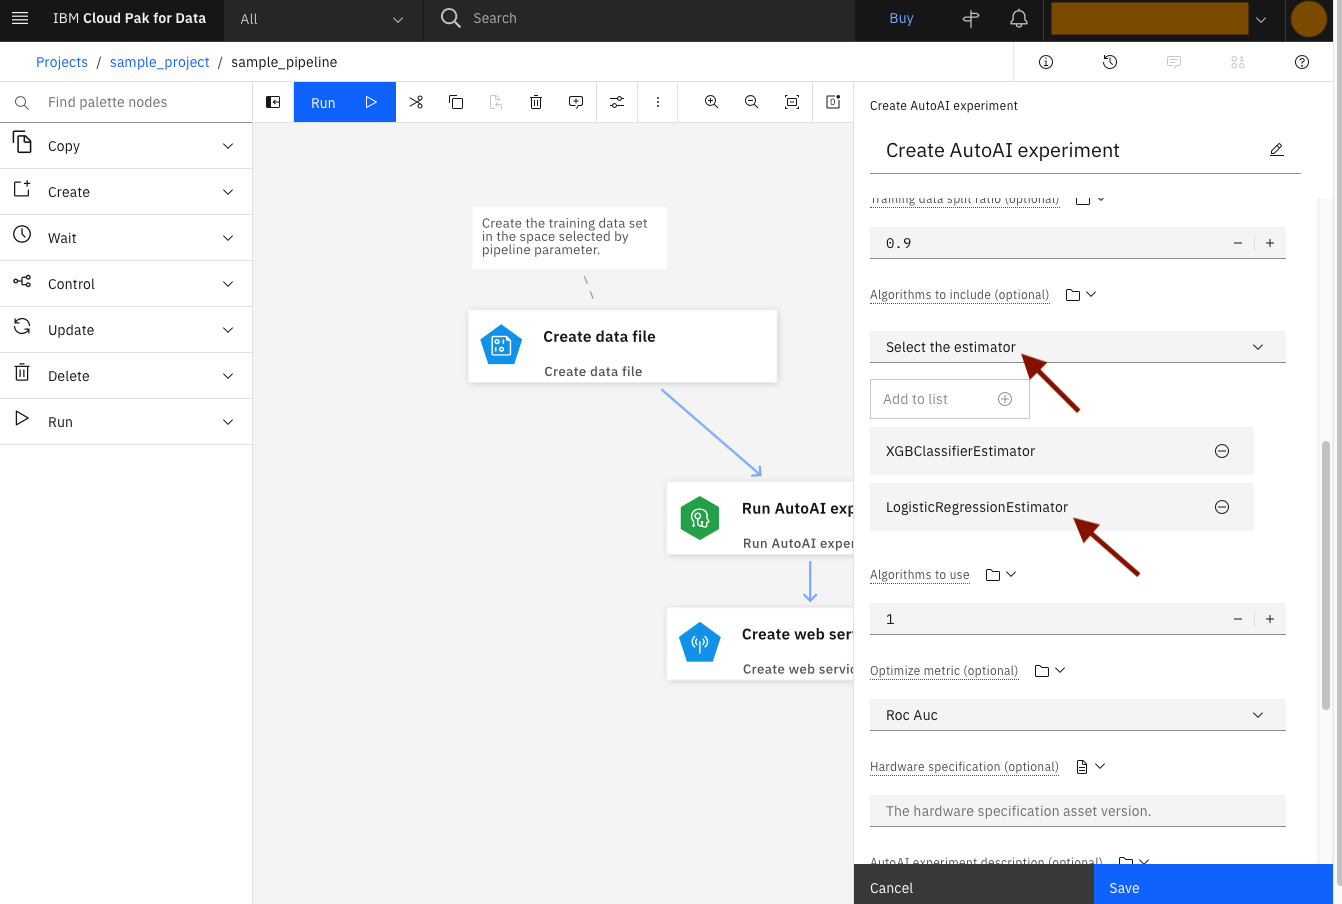 IBM Cloud Pak for Data
All
Search
Buy
Projects / sample_project / sample_pipeline
Find palette nodes
Run
Copy
Create
Wait
Control
Update
Delete
Run
Create the training data set
in the space selected by
pipeline parameter.
Create data file
Create data file
Run AutoAI exp
Run AutoAI exper
Create web ser
Create web servic
Create AutoAI experiment
Create AutoAI experiment
Training data split ratio (optional)
0.9
Algorithms to include (optional)
Select the estimator
Add to list
XGBClassifierEstimator
LogisticRegressionEstimator
Algorithms to use
1
Optimize metric (optional)
Roc Auc
Hardware specification (optional)
The hardware specification asset version.
AutoAI experiment description (optional)
Cancel
Save